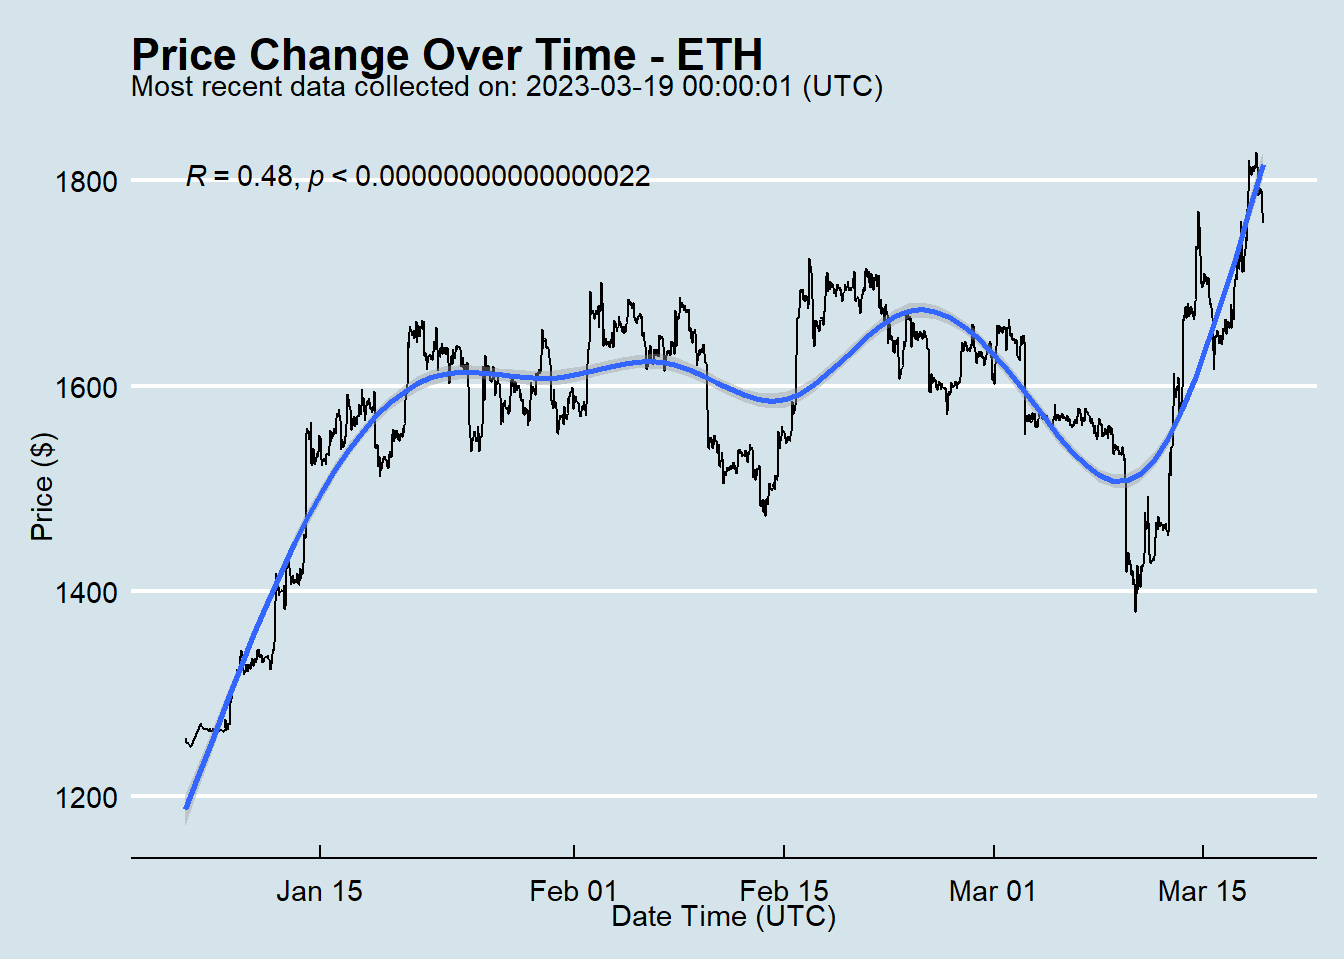 Price Change Over Time - ETH
Most recent data collected on: 2023-03-19 00:00:01 (UTC)
R = 0.48, p < 0.00000000000000022
1800
1600
1400
1200
Price ($)
Jan 15 Feb 01 Feb 15 Mar 01 Mar 15
Date Time (UTC)